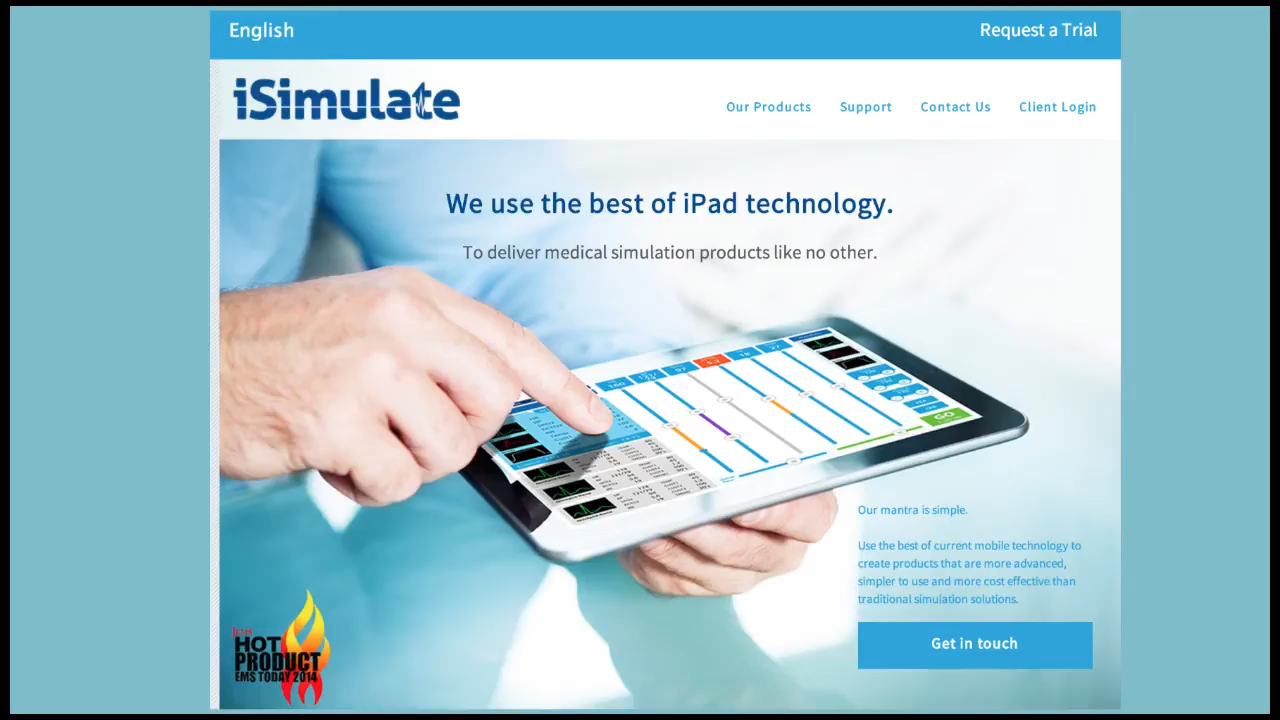 English
Request a Trial
iSimulate
Our Products
Support
Contact Us
Client Login
We use the best of iPad technology.
To deliver medical simulation products like no other.
GO
Our mantra is simple.
Use the best of current mobile technology to
create products that are more advanced,
simpler to use and more cost effective than
traditional simulation solutions.
Get in touch
HOT
PRODUCT
EMS TODAY 2014